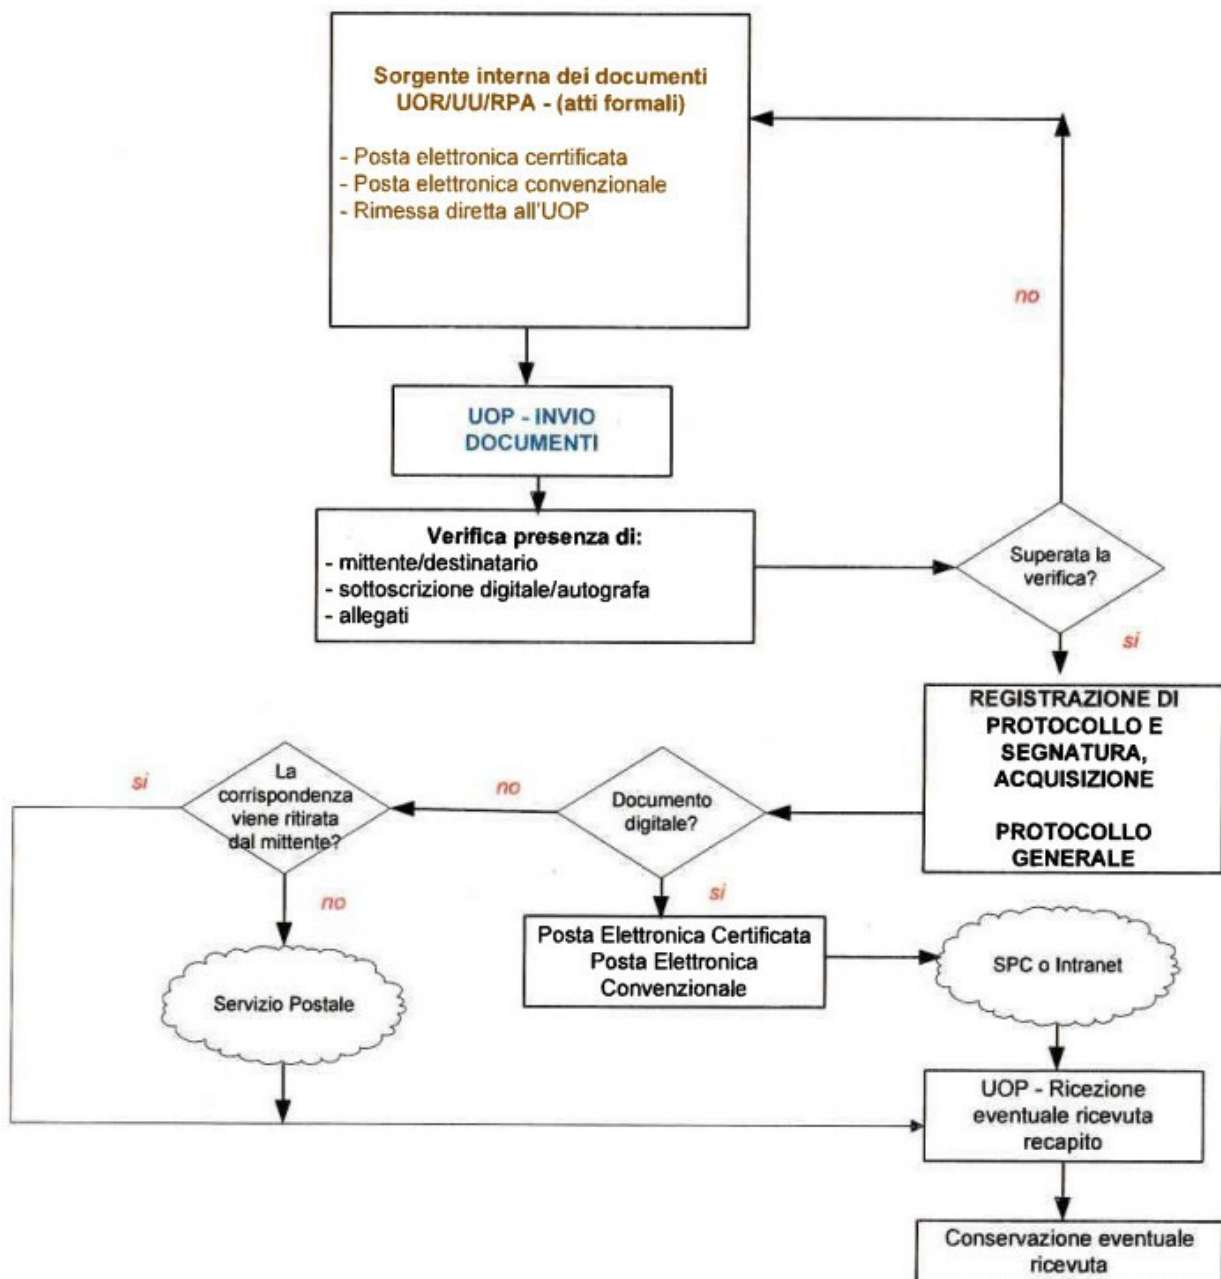 Sorgente interna dei documenti
UOR/UU/RPA - (atti formali)
- Posta elettronica cerrtificata
- Posta elettronica convenzionale
- Rimessa diretta all'UOP
no
UOP - INVIO
DOCUMENTI
Verifica presenza di:
- mittente/destinatario
- sottoscrizione digitale/autografa
- allegati
Superata la
verifica?
si
REGISTRAZIONE DI
PROTOCOLLO E
SEGNATURA,
ACQUISIZIONE
PROTOCOLLO
GENERALE
Documento
digitale?
no
La
corrispondenza
viene ritirata
dal mittente?
si
no
si
Servizio Postale
Posta Elettronica Certificata
Posta Elettronica
Convenzionale
SPC o Intranet
UOP - Ricezione
eventuale ricevuta
recapito
Conservazione eventuale
ricevuta